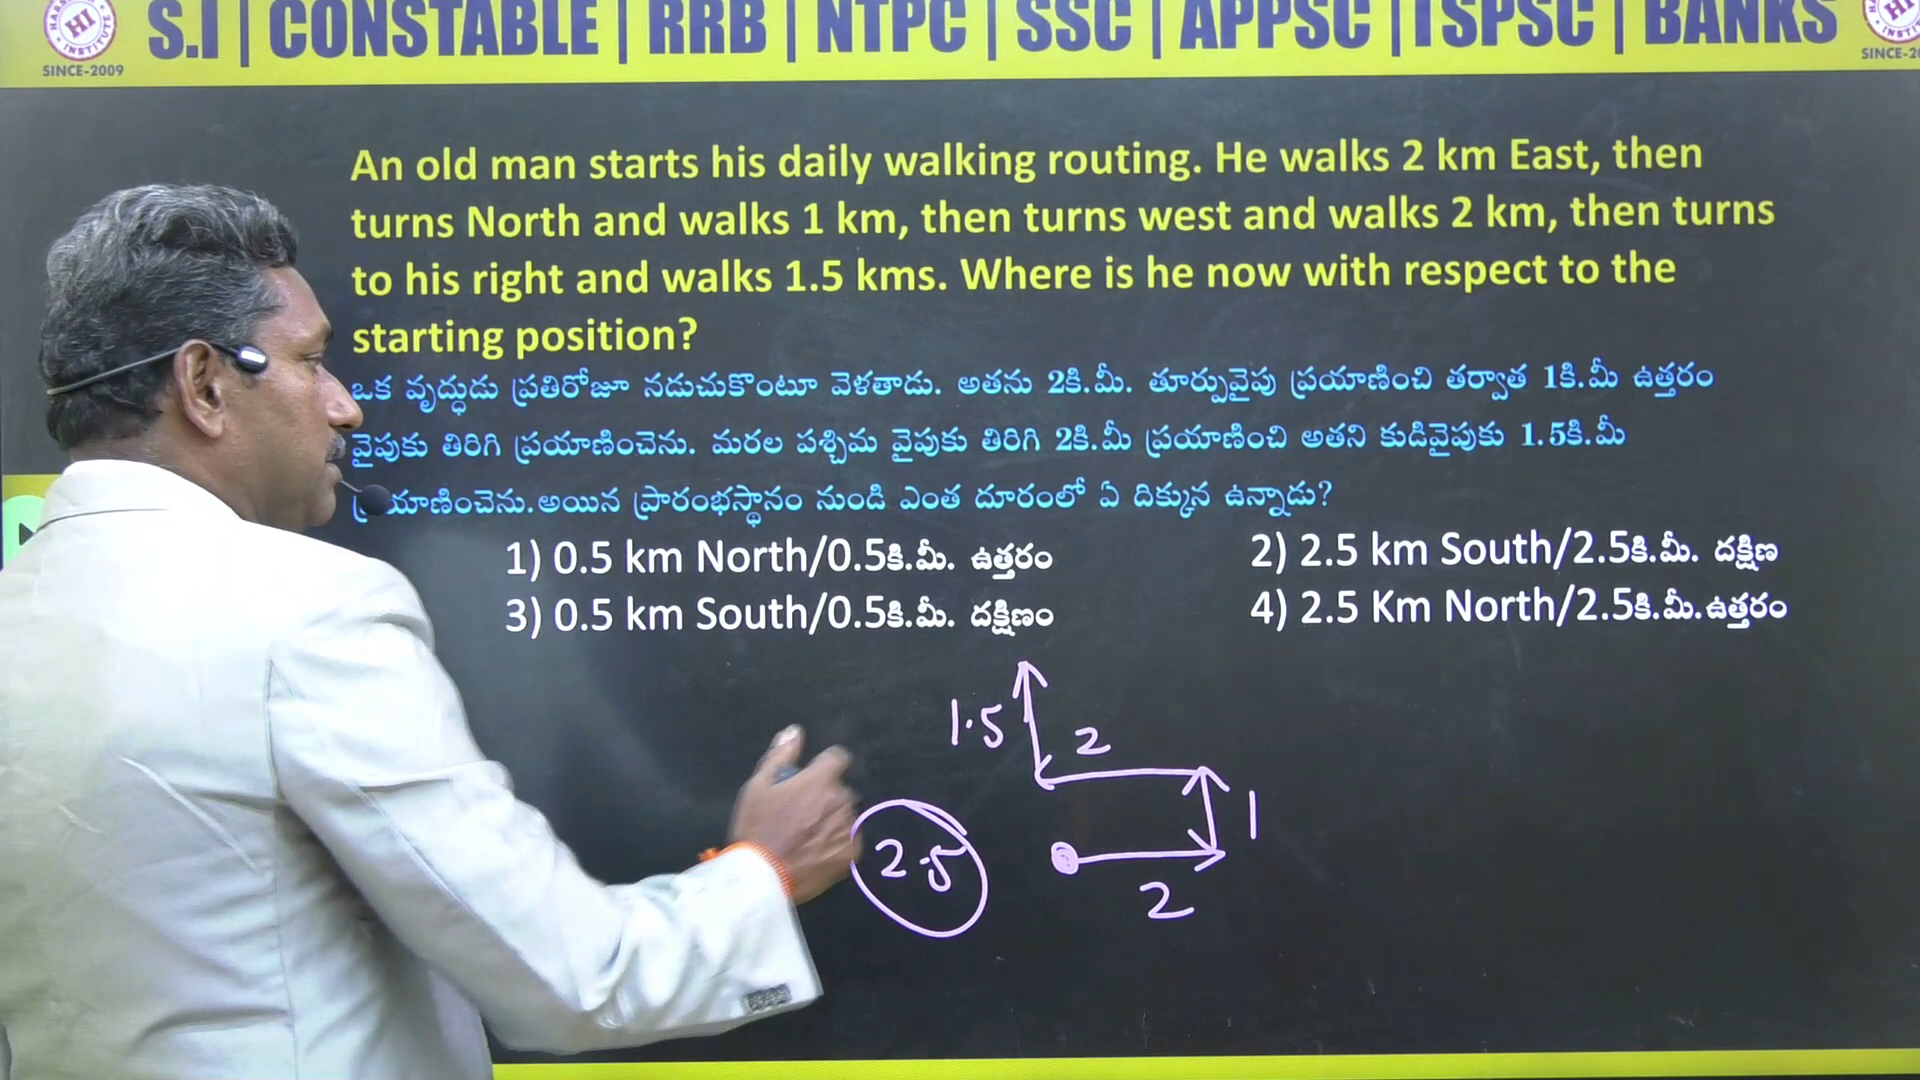 S.I | CONSTABLE | RRB | NTPC | SSC | APPSC | TSPSC | BANKS
HI
INSTITUTE
SINCE-2009
An old man starts his daily walking routing. He walks 2 km East, then
turns North and walks 1 km, then turns west and walks 2 km, then turns
to his right and walks 1.5 kms. Where is he now with respect to the
starting position?
ఒక వృద్ధుడు ప్రతిరోజూ నడుచుకొంటూ వెళతాడు. అతను 2కి.మీ. తూర్పువైపు ప్రయాణించి తర్వాత 1కి.మీ ఉత్తరం
వైపుకు తిరిగి ప్రయాణించెను. మరల పశ్చిమ వైపుకు తిరిగి 2కి.మీ ప్రయాణించి అతని కుడివైపుకు 1.5కి.మీ
ప్రయాణించెను.అయిన ప్రారంభస్థానం నుండి ఎంత దూరంలో ఏ దిక్కున ఉన్నాడు?
1) 0.5 km North/0.5కి.మీ. ఉత్తరం
2) 2.5 km South/2.5కి.మీ. దక్షిణ
3) 0.5 km South/0.5కి.మీ. దక్షిణం
4) 2.5 Km North/2.5కి.మీ.ఉత్తరం
1.5
2
1
2.5
2